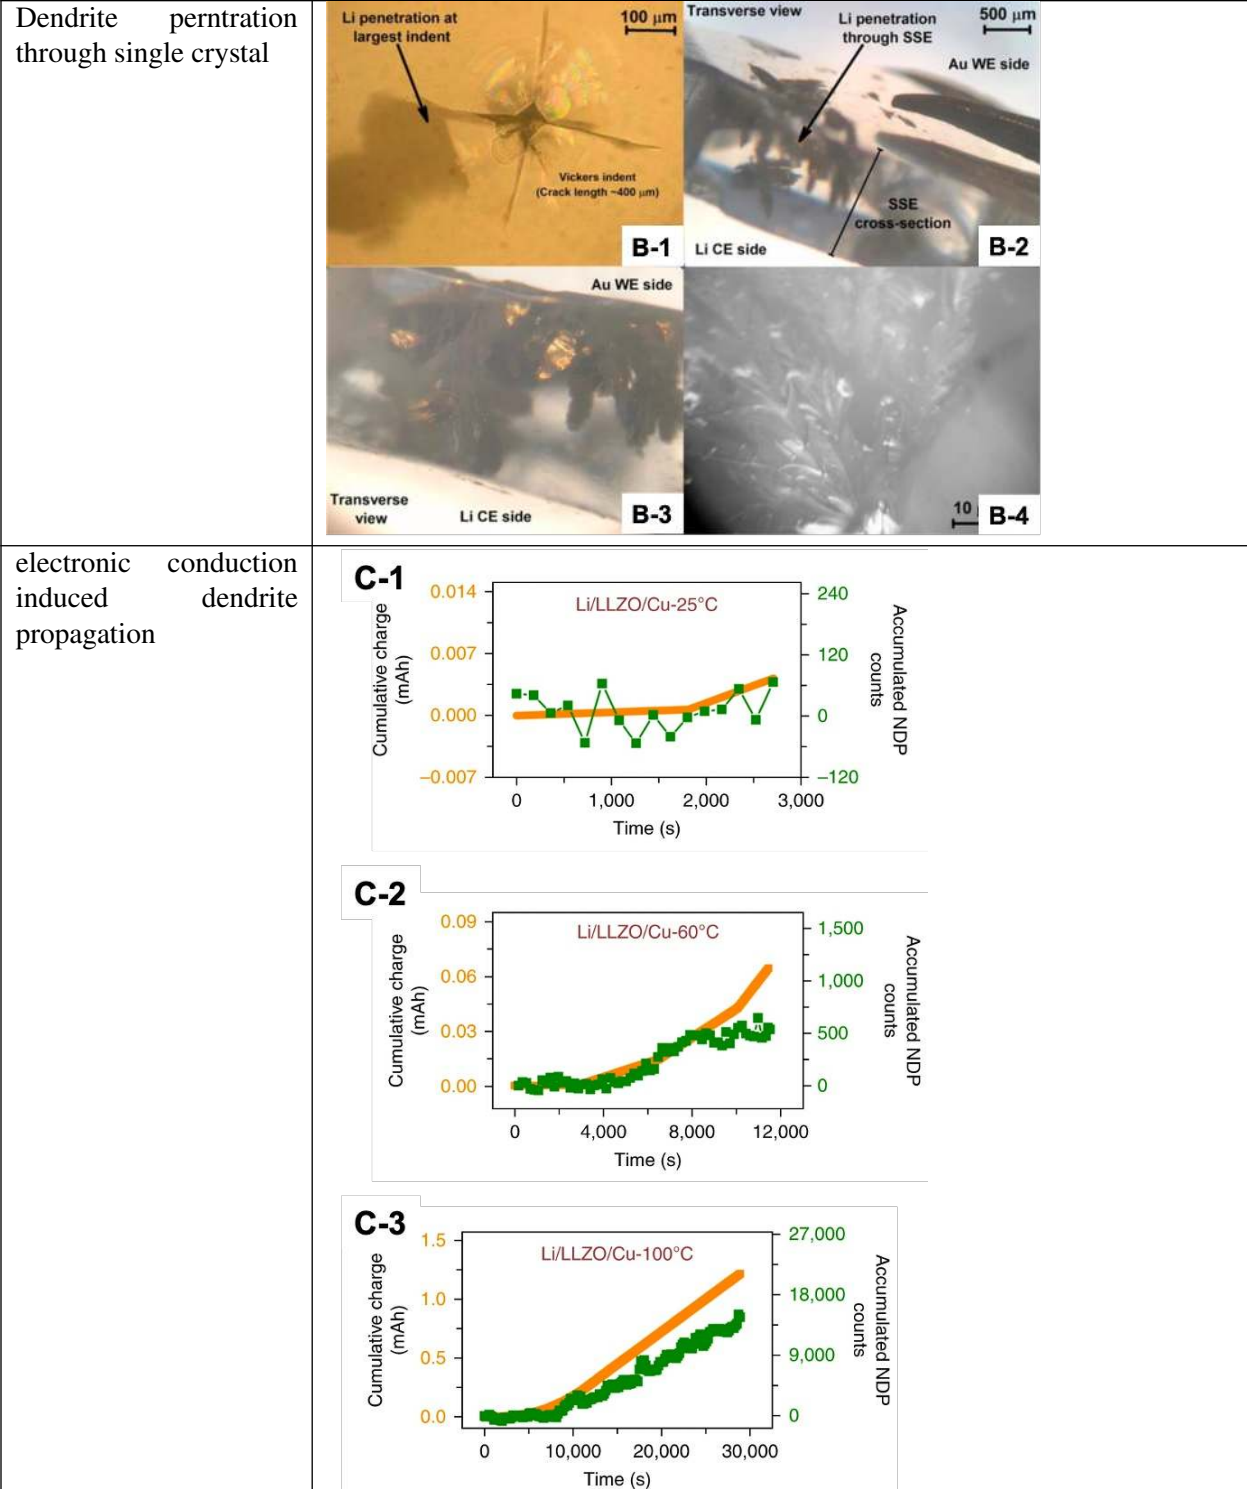 Dendrite perntration
through single crystal
Li penetration at
largest indent
100 μm
Vickers indent
(Crack length ~400 μm)
B-1
Transverse view
Li penetration
through SSE
500 μm
Au WE side
SSE
cross-section
Li CE side
B-2
Au WE side
Transverse
view
Li CE side
B-3
10
B-4
electronic conduction
induced dendrite
propagation
C-1
Li/LLZO/Cu-25°C
Cumulative charge
(mAh)
0.014
0.007
0.000
−0.007
240
120
0
−120
Accumulated NDP
counts
0 1,000 2,000 3,000
Time (s)
C-2
Li/LLZO/Cu-60°C
Cumulative charge
(mAh)
0.09
0.06
0.03
0.00
1,500
1,000
500
0
Accumulated NDP
counts
0 4,000 8,000 12,000
Time (s)
C-3
Li/LLZO/Cu-100°C
Cumulative charge
(mAh)
1.5
1.0
0.5
0.0
27,000
18,000
9,000
0
Accumulated NDP
counts
0 10,000 20,000 30,000
Time (s)